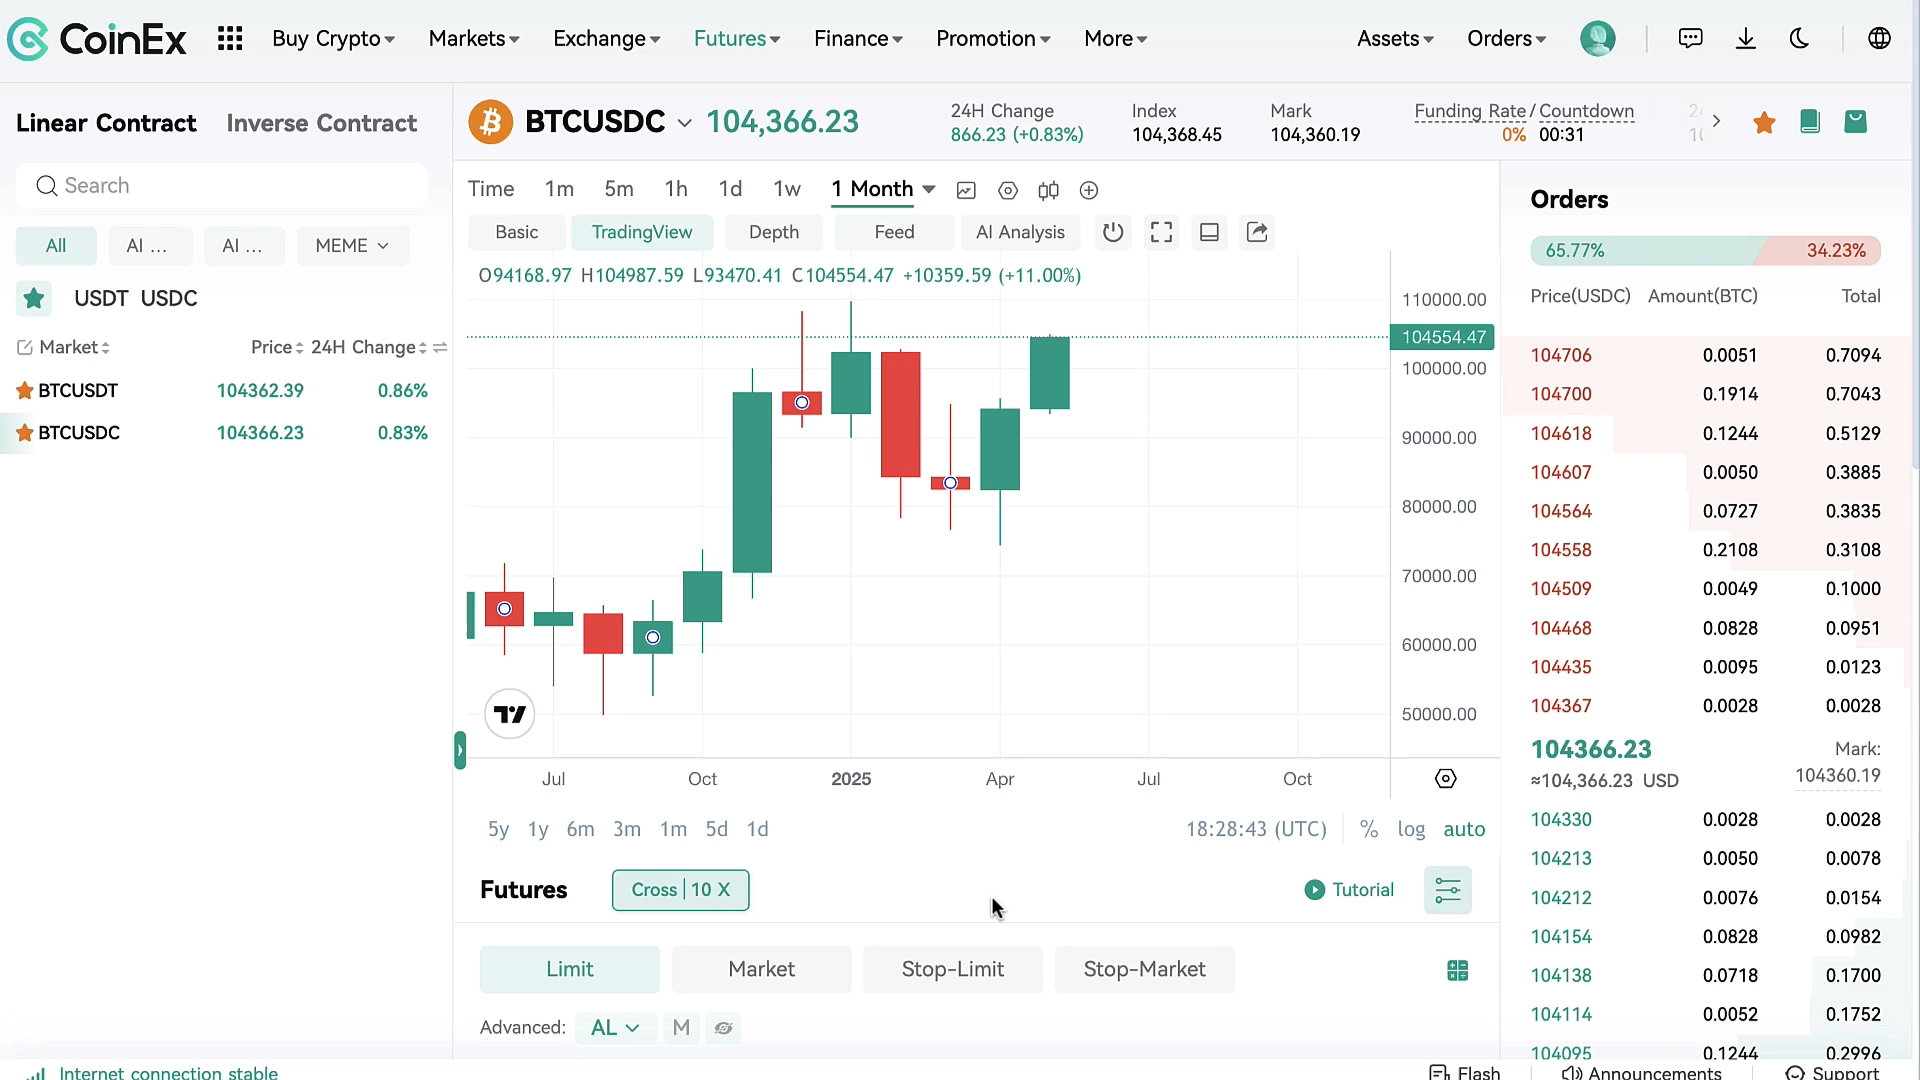 CoinEx Buy Crypto Markets Exchange Futures Finance Promotion More Assets Orders
Linear Contract Inverse Contract
Search
All AI ... AI ... MEME
USDT USDC
Market Price 24H Change
BTCUSDT 104362.39 0.86%
BTCUSDC 104366.23 0.83%
BTCUSDC 104,366.23
24H Change
866.23 (+0.83%)
Index
104,368.45
Mark
104,360.19
Funding Rate / Countdown
0% 00:31
Time 1m 5m 1h 1d 1w 1 Month
Basic TradingView Depth Feed AI Analysis
O94168.97 H104987.59 L93470.41 C104554.47 +10359.59 (+11.00%)
110000.00
104554.47
100000.00
90000.00
80000.00
70000.00
60000.00
50000.00
Jul Oct 2025 Apr Jul Oct
5y 1y 6m 3m 1m 5d 1d 18:28:43 (UTC) % log auto
Futures Cross | 10 X Tutorial
Limit Market Stop-Limit Stop-Market
Advanced: AL M
Orders
65.77% 34.23%
Price(USDC) Amount(BTC) Total
104706 0.0051 0.7094
104700 0.1914 0.7043
104618 0.1244 0.5129
104607 0.0050 0.3885
104564 0.0727 0.3835
104558 0.2108 0.3108
104509 0.0049 0.1000
104468 0.0828 0.0951
104435 0.0095 0.0123
104367 0.0028 0.0028
104366.23 Mark:
≈104,366.23 USD 104360.19
104330 0.0028 0.0028
104213 0.0050 0.0078
104212 0.0076 0.0154
104154 0.0828 0.0982
104138 0.0718 0.1700
104114 0.0052 0.1752
104095 0.1244 0.2996
Internet connection stable Flash Announcements Support